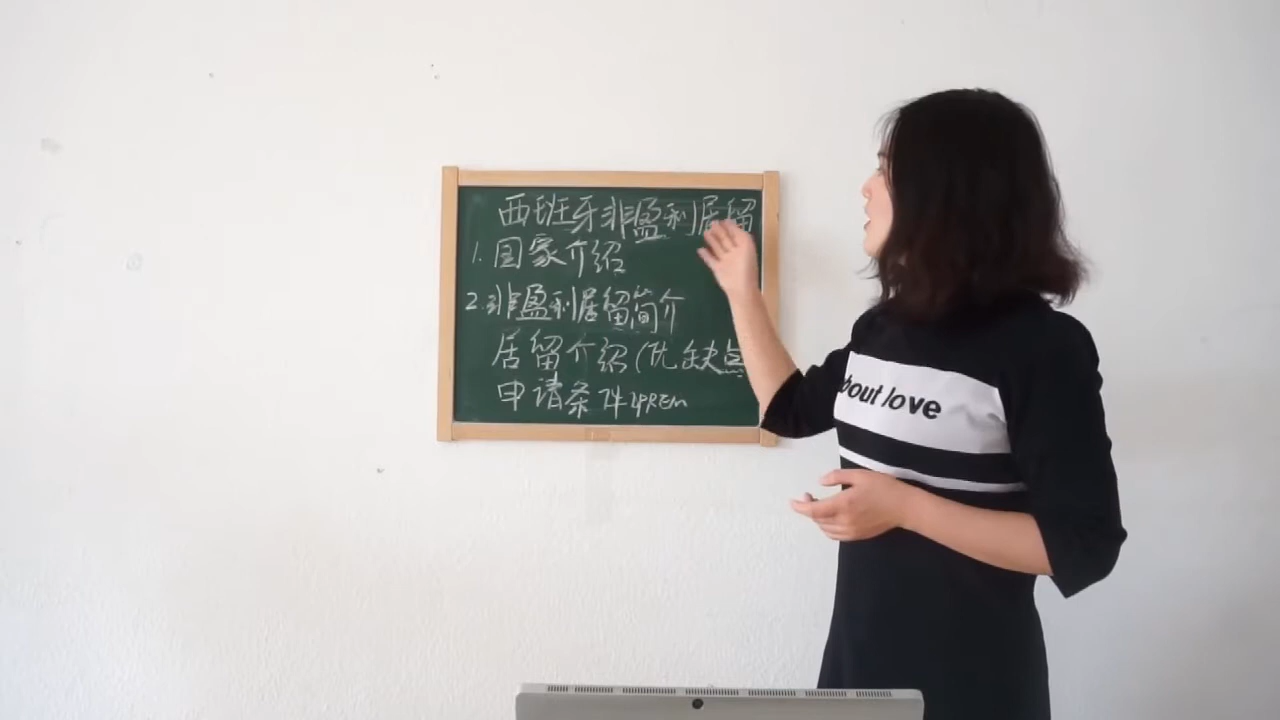 西班牙非盈利居留
1. 国家介绍
2. 非盈利居留简介
居留介绍(优缺点
申请条件 IPREM
bout love